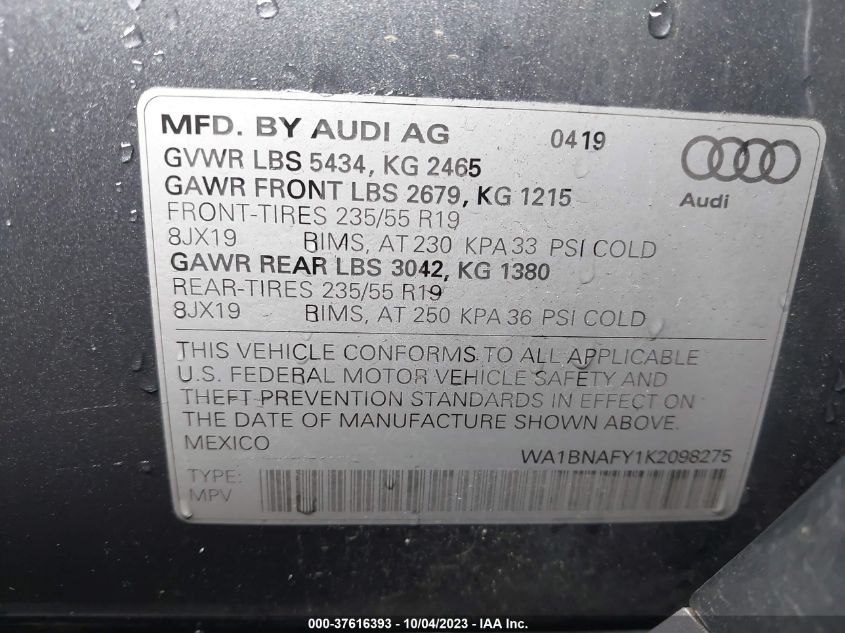 MFD. BY AUDI AG 0419
GVWR LBS 5434, KG 2465
GAWR FRONT LBS 2679, KG 1215
Audi
FRONT-TIRES 235/55 R19
8JX19 RIMS, AT 230 KPA 33 PSI COLD
GAWR REAR LBS 3042, KG 1380
REAR-TIRES 235/55 R19
8JX19 RIMS, AT 250 KPA 36 PSI COLD
THIS VEHICLE CONFORMS TO ALL APPLICABLE
U.S. FEDERAL MOTOR VEHICLE SAFETY AND
THEFT PREVENTION STANDARDS IN EFFECT ON
THE DATE OF MANUFACTURE SHOWN ABOVE.
MEXICO WA1BNAFY1K2098275
TYPE:
MPV
000-37616393 - 10/04/2023 - IAA Inc.